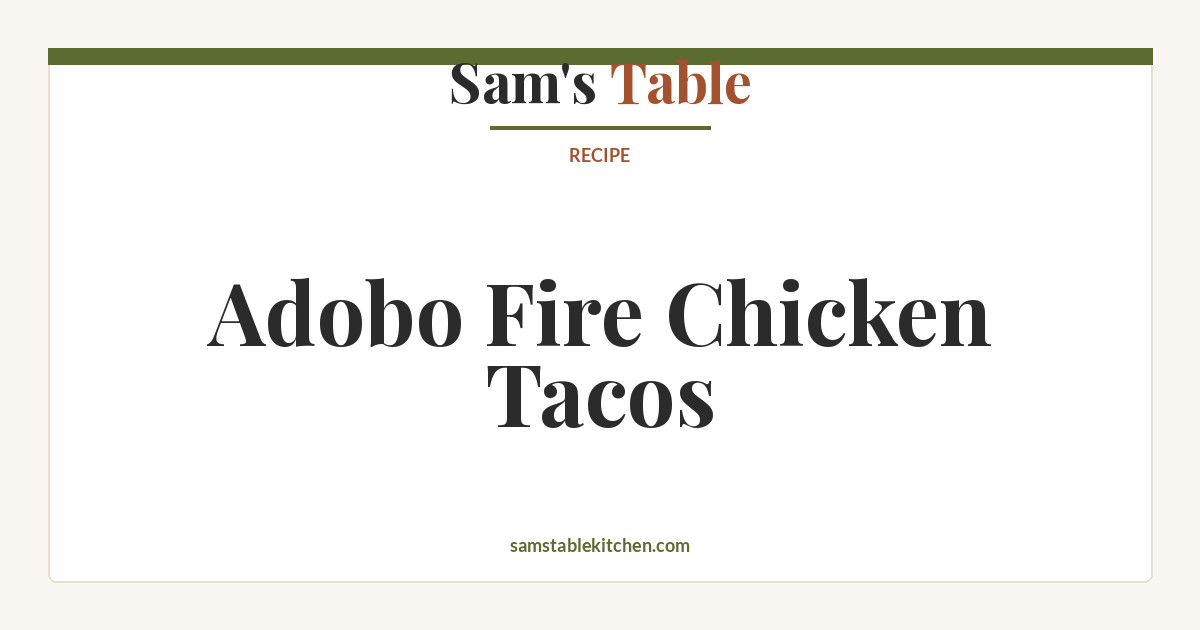 Sam's Table
RECIPE
Adobo Fire Chicken
Tacos
samstablekitchen.com